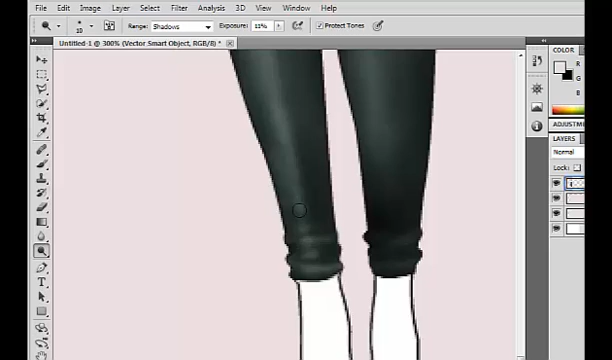 File Edit Image Layer Select Filter Analysis 3D View Window Help
10 Range: Shadows Exposure: 11% Protect Tones
Untitled-1 @ 300% (Vector Smart Object, RGB/8) *
COLOR
R
G
B
ADJUSTM
LAYERS
Normal
Lock: